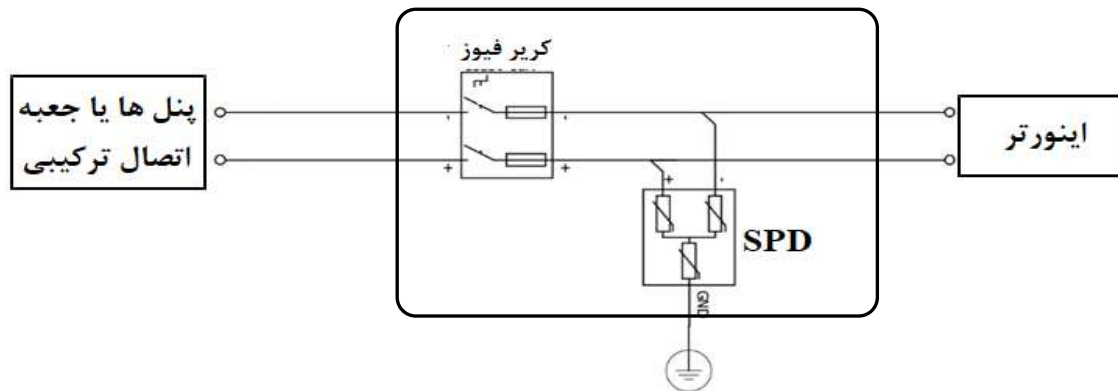 کریر فیوز
پنل ها یا جعبه
اتصال ترکیبی
اینورتر
SPD
GND